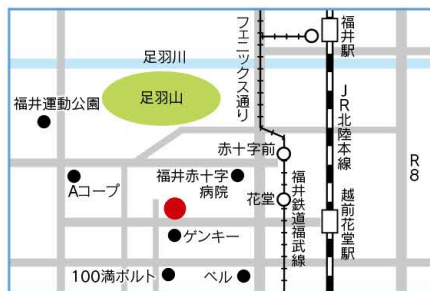 フェニックス通り
福井駅
足羽川
足羽山
福井運動公園
JR北陸本線
赤十字前
R8
Aコープ
福井赤十字
病院
花堂
福井鉄道福武線
越前花堂駅
ゲンキー
100満ボルト
ベル